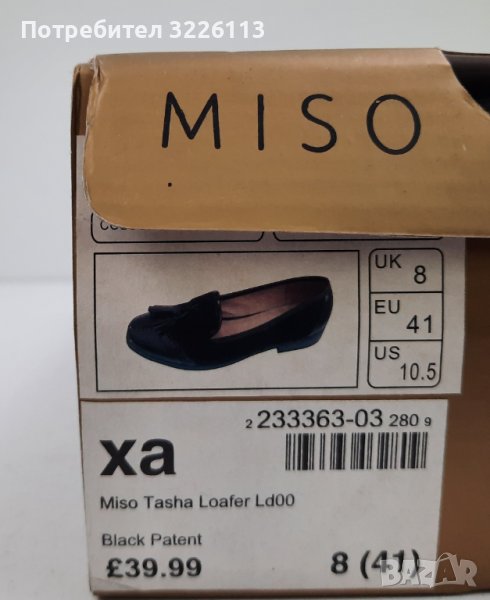 Потребител 3226113
MISO
UK 8
EU 41
US 10.5
2 233363-03 280 9
xa
Miso Tasha Loafer Ld00
Black Patent
£39.99
8 (41)
BAZAR